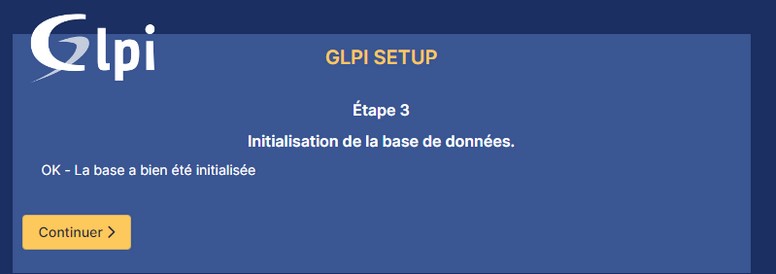 Glpi
GLPI SETUP
Étape 3
Initialisation de la base de données.
OK - La base a bien été initialisée
Continuer